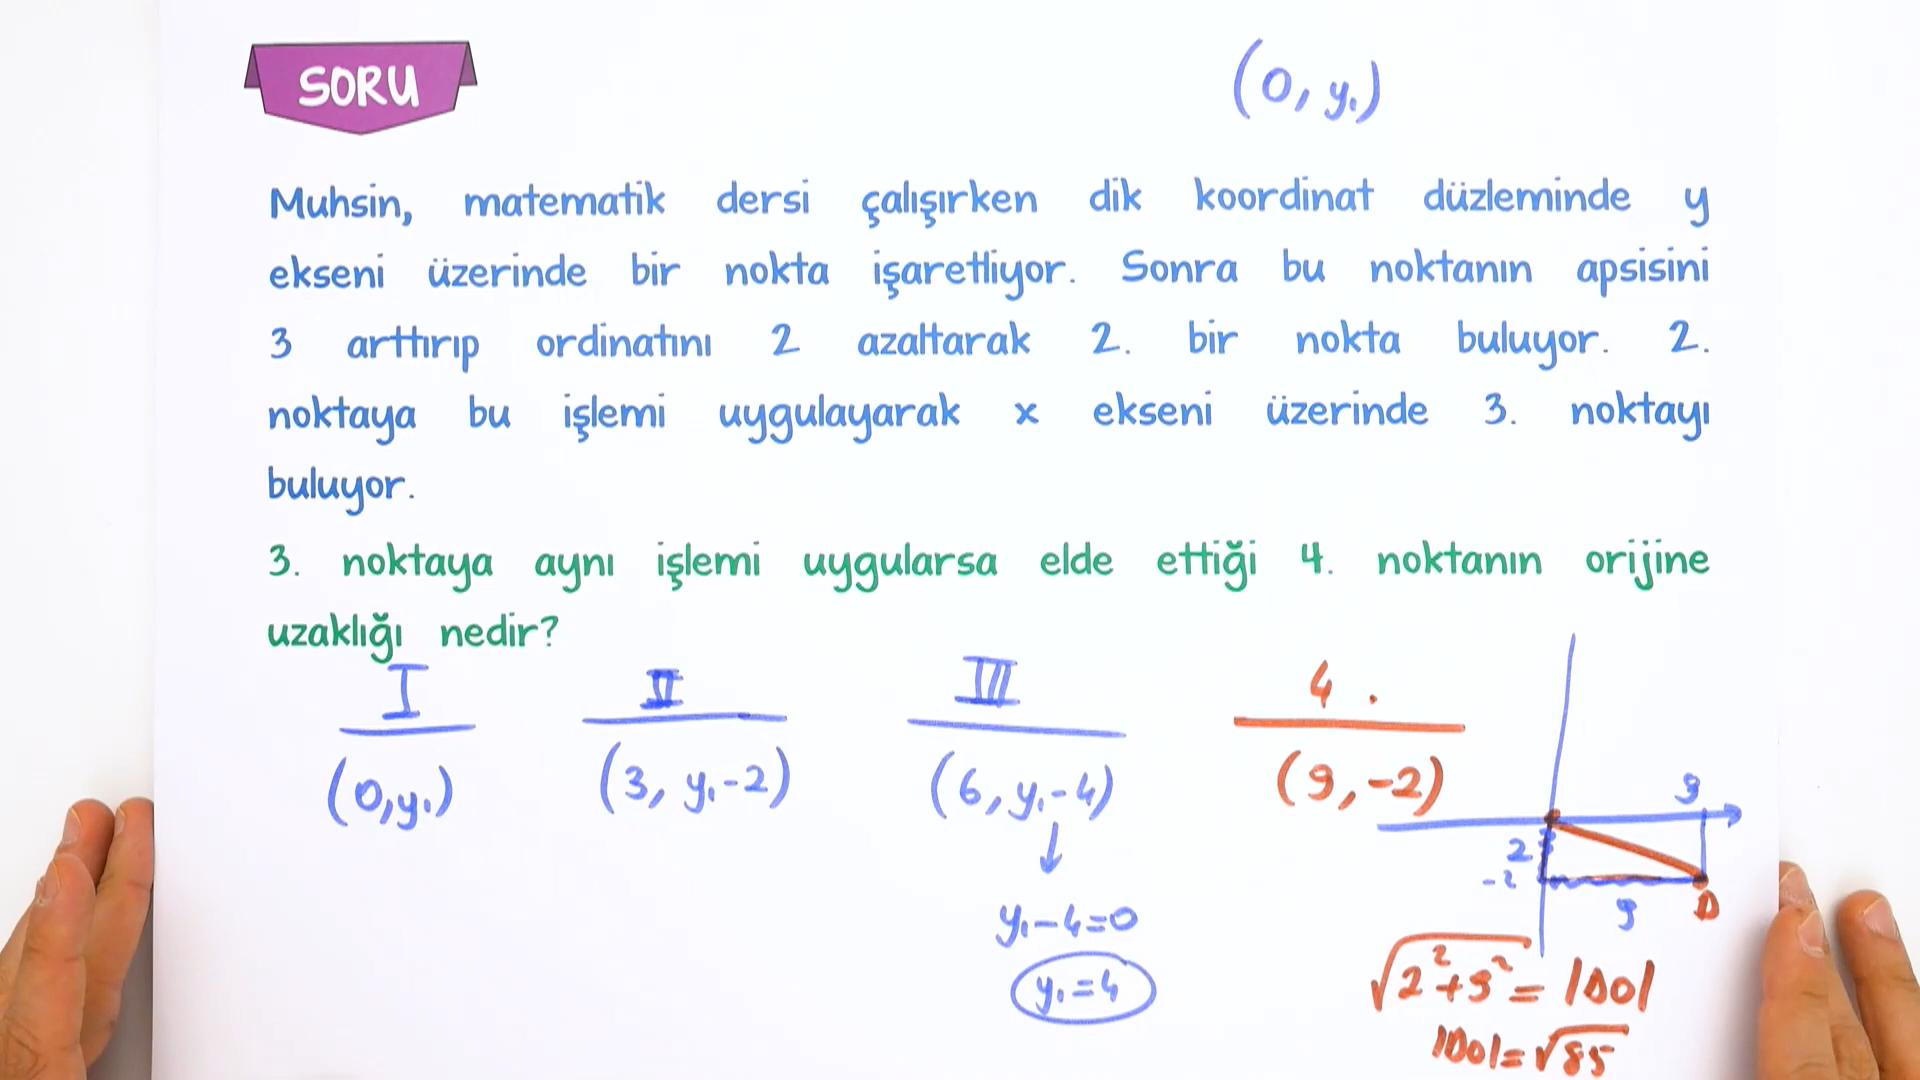 SORU
(0, y₁)
Muhsin, matematik dersi çalışırken dik koordinat düzleminde y
ekseni üzerinde bir nokta işaretliyor. Sonra bu noktanın apsisini
3 arttırıp ordinatını 2 azaltarak 2. bir nokta buluyor. 2.
noktaya bu işlemi uygulayarak x ekseni üzerinde 3. noktayı
buluyor.
3. noktaya aynı işlemi uygularsa elde ettiği 4. noktanın orijine
uzaklığı nedir?
I II III 4.
(0, y₁) (3, y₁-2) (6, y₁-4) (9, -2)
9
2
-2
9 D
y₁-4=0
y₁=4
√2²+9² = |DO|
|DO|=√85